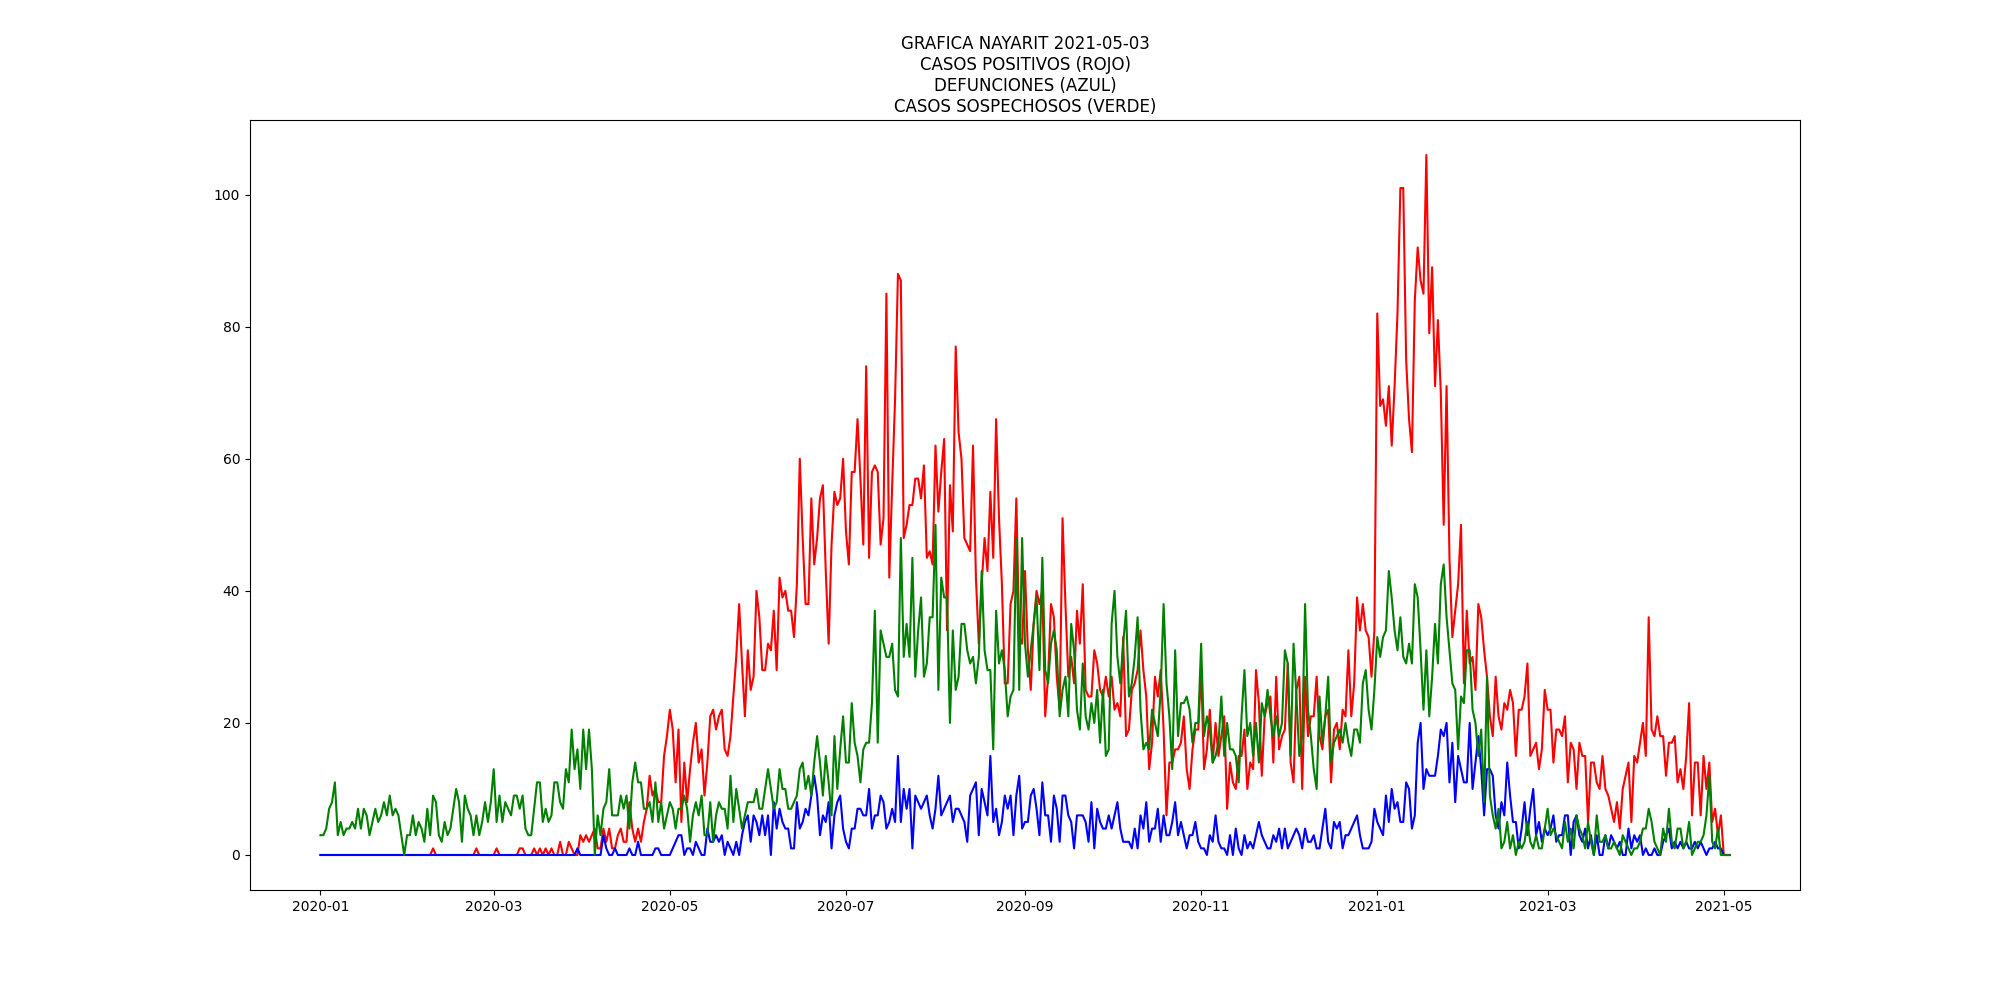 GRAFICA NAYARIT 2021-05-03
CASOS POSITIVOS (ROJO)
DEFUNCIONES (AZUL)
CASOS SOSPECHOSOS (VERDE)
100
80
60
40
20
0
2020-01 2020-03 2020-05 2020-07 2020-09 2020-11 2021-01 2021-03 2021-05